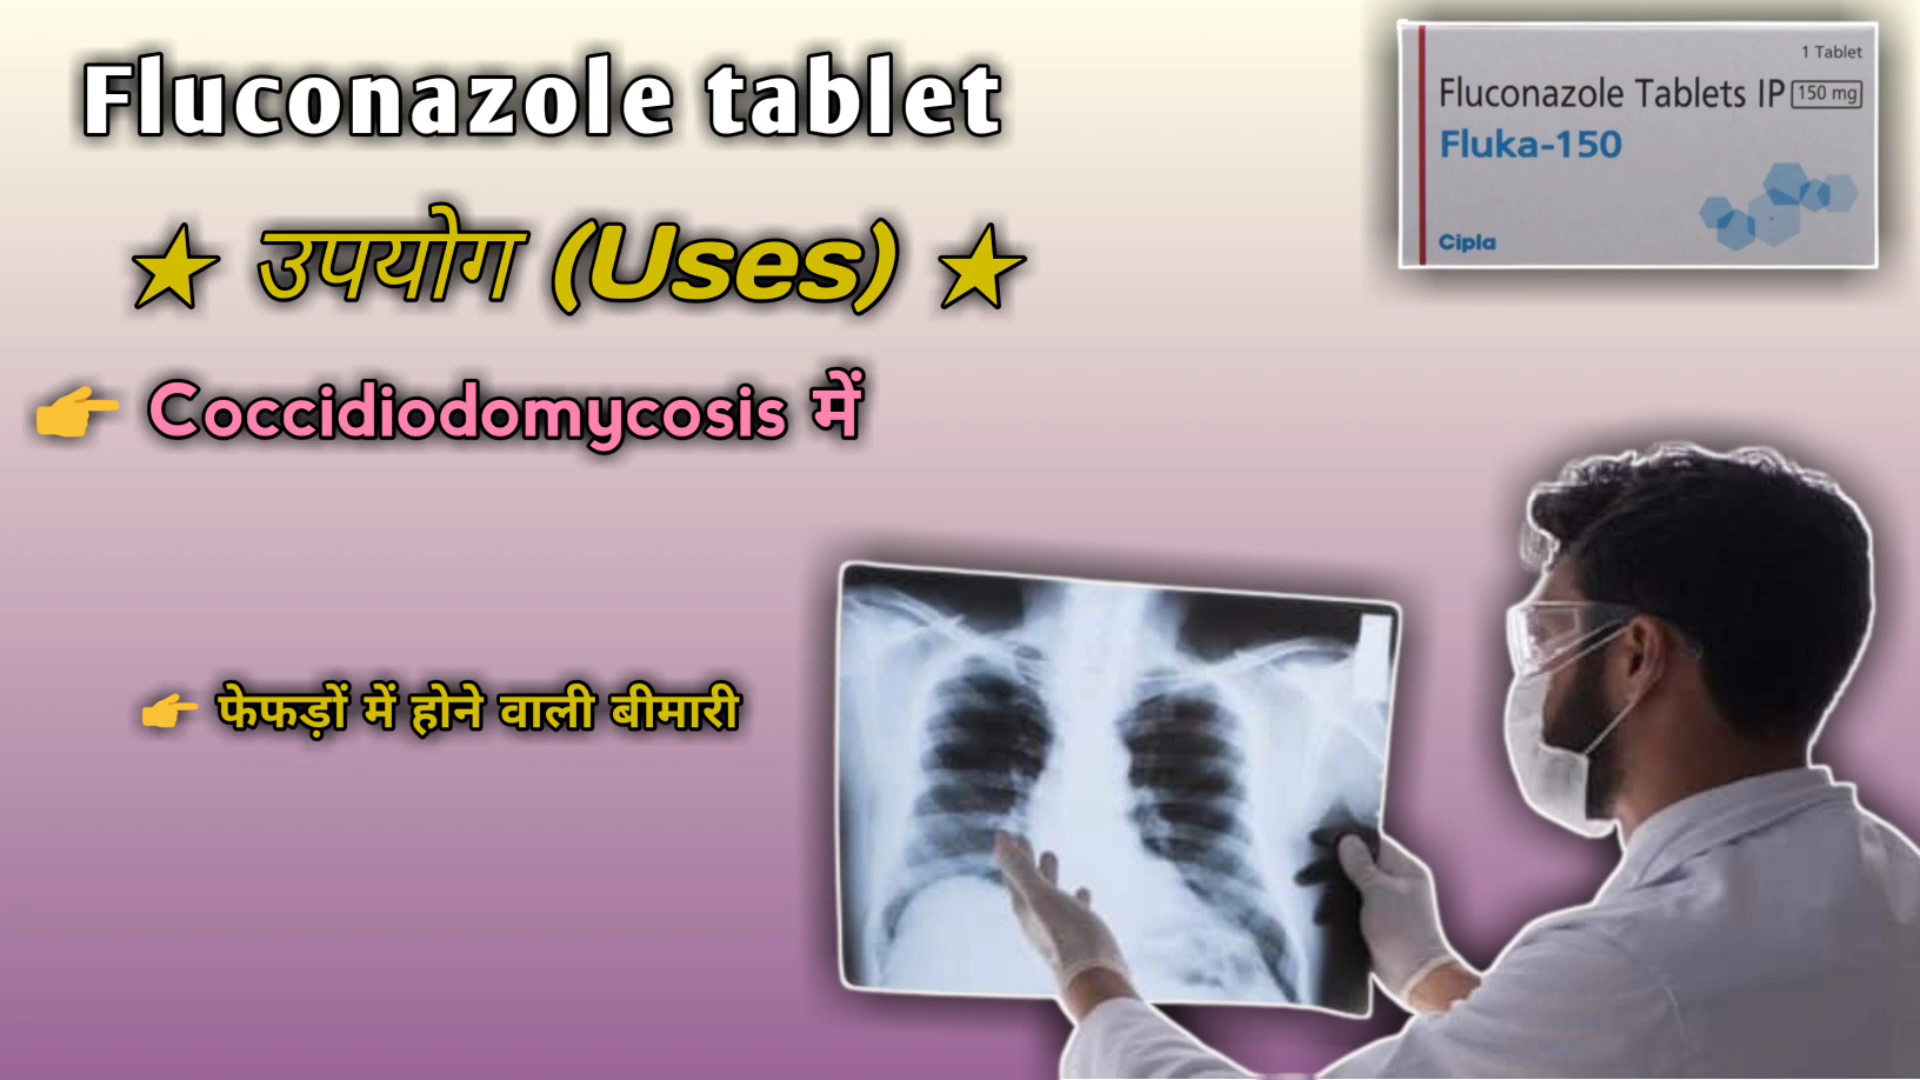 Fluconazole tablet
★ उपयोग (Uses) ★
👉 Coccidiodomycosis में
👉 फेफड़ों में होने वाली बीमारी
1 Tablet
Fluconazole Tablets IP 150 mg
Fluka-150
Cipla